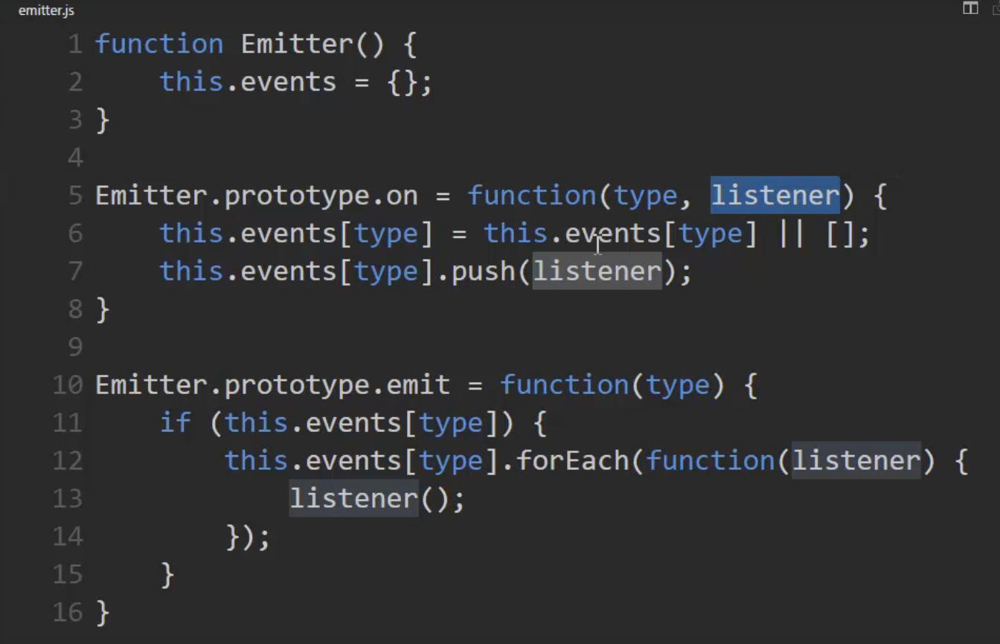 emitter.js
1 function Emitter() {
2     this.events = {};
3 }
4
5 Emitter.prototype.on = function(type, listener) {
6     this.events[type] = this.events[type] || [];
7     this.events[type].push(listener);
8 }
9
10 Emitter.prototype.emit = function(type) {
11     if (this.events[type]) {
12         this.events[type].forEach(function(listener) {
13             listener();
14         });
15     }
16 }